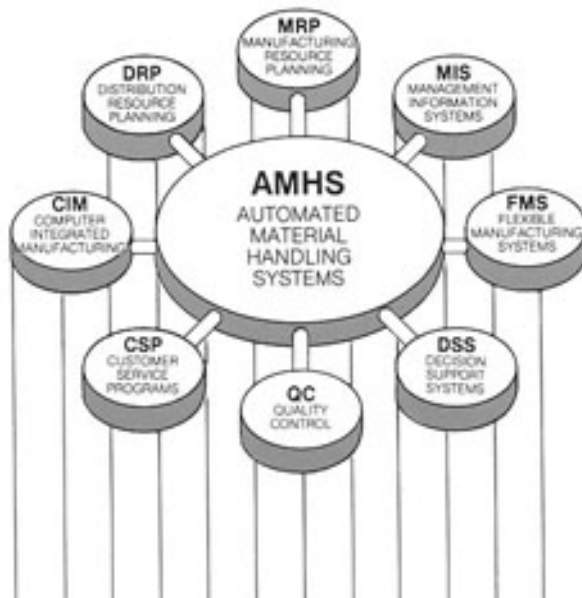 MRP
MANUFACTURING
RESOURCE
PLANNING
DRP
DISTRIBUTION
RESOURCE
PLANNING
MIS
MANAGEMENT
INFORMATION
SYSTEMS
AMHS
AUTOMATED
MATERIAL
HANDLING
SYSTEMS
CIM
COMPUTER
INTEGRATED
MANUFACTURING
FMS
FLEXIBLE
MANUFACTURING
SYSTEMS
CSP
CUSTOMER
SERVICE
PROGRAMS
QC
QUALITY
CONTROL
DSS
DECISION
SUPPORT
SYSTEMS